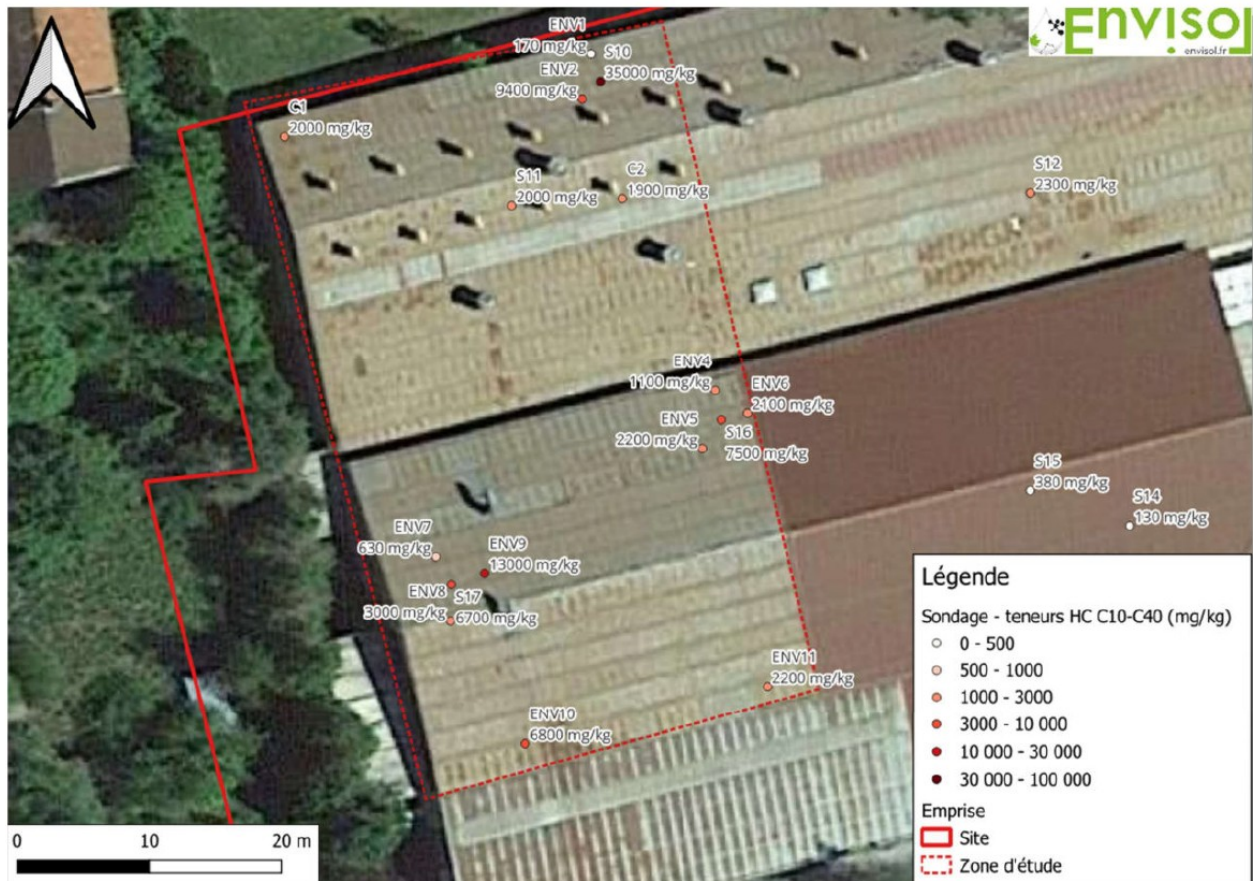 Envisol
envisol.fr
ENV1
170 mg/kg
S10
35000 mg/kg
ENV2
9400 mg/kg
C1
2000 mg/kg
S11
2000 mg/kg
C2
1900 mg/kg
S12
2300 mg/kg
ENV4
1100 mg/kg
ENV6
2100 mg/kg
ENV5
2200 mg/kg
S16
7500 mg/kg
S15
380 mg/kg
S14
130 mg/kg
ENV7
630 mg/kg
ENV9
13000 mg/kg
ENV8
3000 mg/kg
S17
6700 mg/kg
ENV11
2200 mg/kg
ENV10
6800 mg/kg
Légende
Sondage - teneurs HC C10-C40 (mg/kg)
0 - 500
500 - 1000
1000 - 3000
3000 - 10 000
10 000 - 30 000
30 000 - 100 000
Emprise
Site
Zone d'étude
0 10 20 m